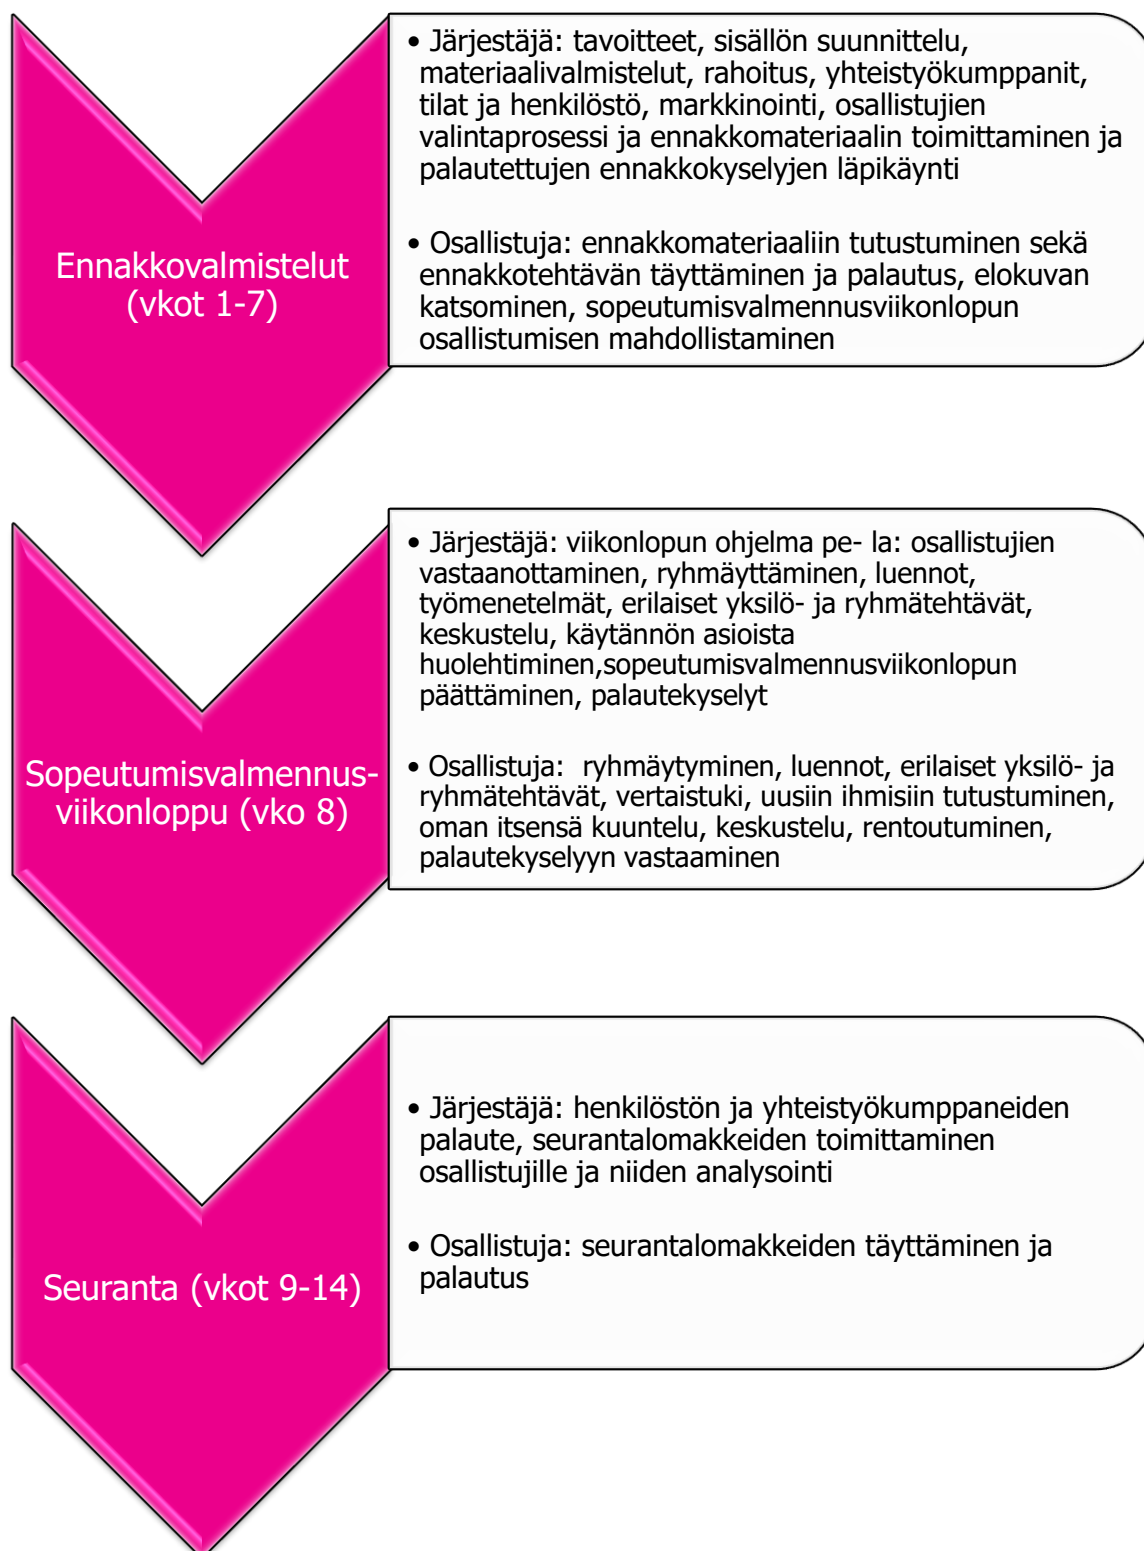 Ennakkovalmistelut
(vkot 1-7)
• Järjestäjä: tavoitteet, sisällön suunnittelu,
materiaalivalmistelut, rahoitus, yhteistyökumppanit,
tilat ja henkilöstö, markkinointi, osallistujien
valintaprosessi ja ennakkomateriaalin toimittaminen ja
palautettujen ennakkokyselyjen läpikäynti
• Osallistuja: ennakkomateriaaliin tutustuminen sekä
ennakkotehtävän täyttäminen ja palautus, elokuvan
katsominen, sopeutumisvalmennusviikonlopun
osallistumisen mahdollistaminen
Sopeutumisvalmennus-
viikonloppu (vko 8)
• Järjestäjä: viikonlopun ohjelma pe- la: osallistujien
vastaanottaminen, ryhmäyttäminen, luennot,
työmenetelmät, erilaiset yksilö- ja ryhmätehtävät,
keskustelu, käytännön asioista
huolehtiminen,sopeutumisvalmennusviikonlopun
päättäminen, palautekyselyt
• Osallistuja:  ryhmäytyminen, luennot, erilaiset yksilö- ja
ryhmätehtävät, vertaistuki, uusiin ihmisiin tutustuminen,
oman itsensä kuuntelu, keskustelu, rentoutuminen,
palautekyselyyn vastaaminen
Seuranta (vkot 9-14)
• Järjestäjä: henkilöstön ja yhteistyökumppaneiden
palaute, seurantalomakkeiden toimittaminen
osallistujille ja niiden analysointi
• Osallistuja: seurantalomakkeiden täyttäminen ja
palautus